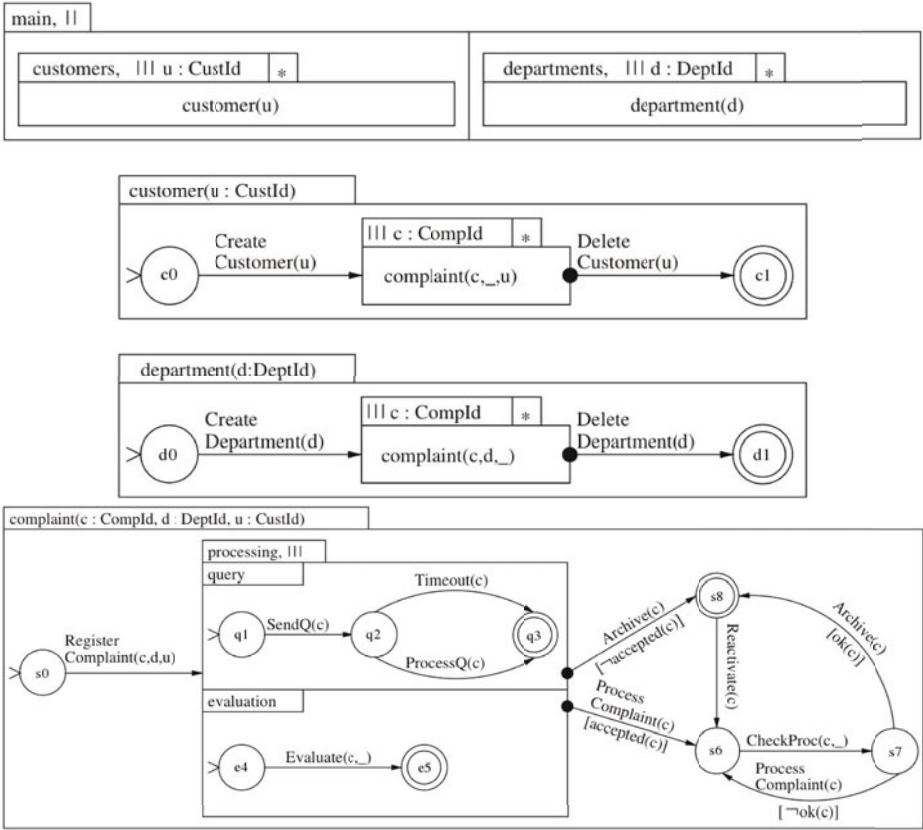 main, ||
customers, ||| u : CustId *
customer(u)
departments, ||| d : DeptId *
department(d)
customer(u : CustId)
c0
Create
Customer(u)
||| c : CompId *
complaint(c,_,u)
Delete
Customer(u)
c1
department(d:DeptId)
d0
Create
Department(d)
||| c : CompId *
complaint(c,d,_)
Delete
Department(d)
d1
complaint(c : CompId, d : DeptId, u : CustId)
s0
Register
Complaint(c,d,u)
processing, |||
query
q1
SendQ(c)
q2
Timeout(c)
ProcessQ(c)
q3
evaluation
e4
Evaluate(c,_)
e5
Archive(c)
[¬accepted(c)]
Process
Complaint(c)
[accepted(c)]
s8
Reactivate(c)
Archive(c)
[ok(c)]
s6
CheckProc(c,_)
s7
Process
Complaint(c)
[¬ok(c)]